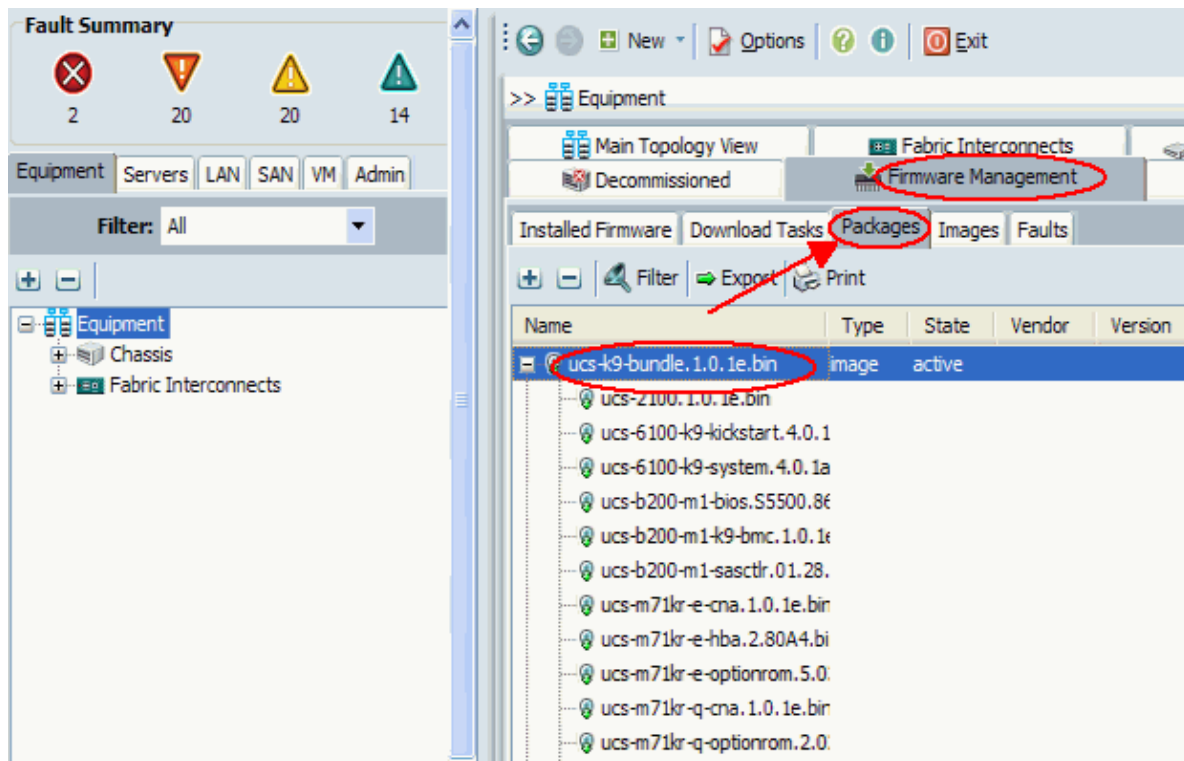 Fault Summary
2 20 20 14
Equipment Servers LAN SAN VM Admin
Filter: All
Equipment
Chassis
Fabric Interconnects
New Options Exit
>> Equipment
Main Topology View Fabric Interconnects
Decommissioned Firmware Management
Installed Firmware Download Tasks Packages Images Faults
Filter Export Print
Name Type State Vendor Version
ucs-k9-bundle.1.0.1e.bin image active
ucs-2100.1.0.1e.bin
ucs-6100-k9-kickstart.4.0.1
ucs-6100-k9-system.4.0.1a
ucs-b200-m1-bios.S5500.86
ucs-b200-m1-k9-bmc.1.0.1e
ucs-b200-m1-sasctlr.01.28.
ucs-m71kr-e-cna.1.0.1e.bin
ucs-m71kr-e-hba.2.80A4.bi
ucs-m71kr-e-optionrom.5.0
ucs-m71kr-q-cna.1.0.1e.bin
ucs-m71kr-q-optionrom.2.0